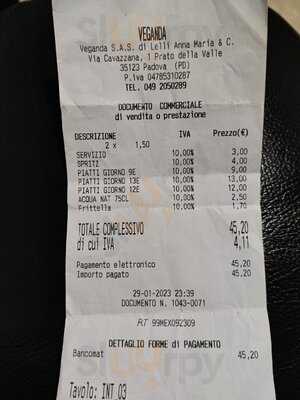 VEGANDA
Veganda S.A.S. di Lelli Anna Maria & C.
Via Cavazzana, 1 Prato della Valle
35123 Padova (PD)
P.iva 04785310287
TEL. 049 2050289
DOCUMENTO COMMERCIALE
di vendita o prestazione
DESCRIZIONE IVA Prezzo(€)
2 x 1,50
SERVIZIO 10,00% 3,00
SPRITZ 10,00% 4,00
PIATTI GIORNO 9E 10,00% 9,00
PIATTI GIORNO 13E 10,00% 13,00
PIATTI GIORNO 12E 10,00% 12,00
ACQUA NAT 75CL 10,00% 2,50
Frittella 10,00% 1,70
TOTALE COMPLESSIVO 45,20
di cui IVA 4,11
Pagamento elettronico 45,20
Importo pagato 45,20
29-01-2023 23:39
DOCUMENTO N. 1043-0071
RT 99MEX092309
DETTAGLIO FORME di PAGAMENTO
Bancomat 45,20
Tavolo: INT 03